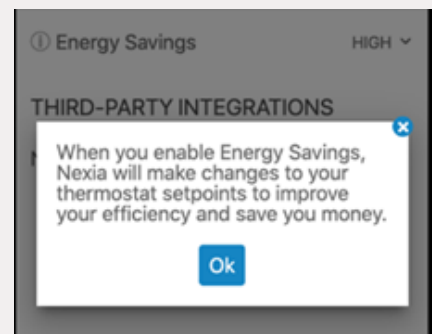 ⓘ Energy Savings HIGH
THIRD-PARTY INTEGRATIONS
When you enable Energy Savings,
Nexia will make changes to your
thermostat setpoints to improve
your efficiency and save you money.
Ok